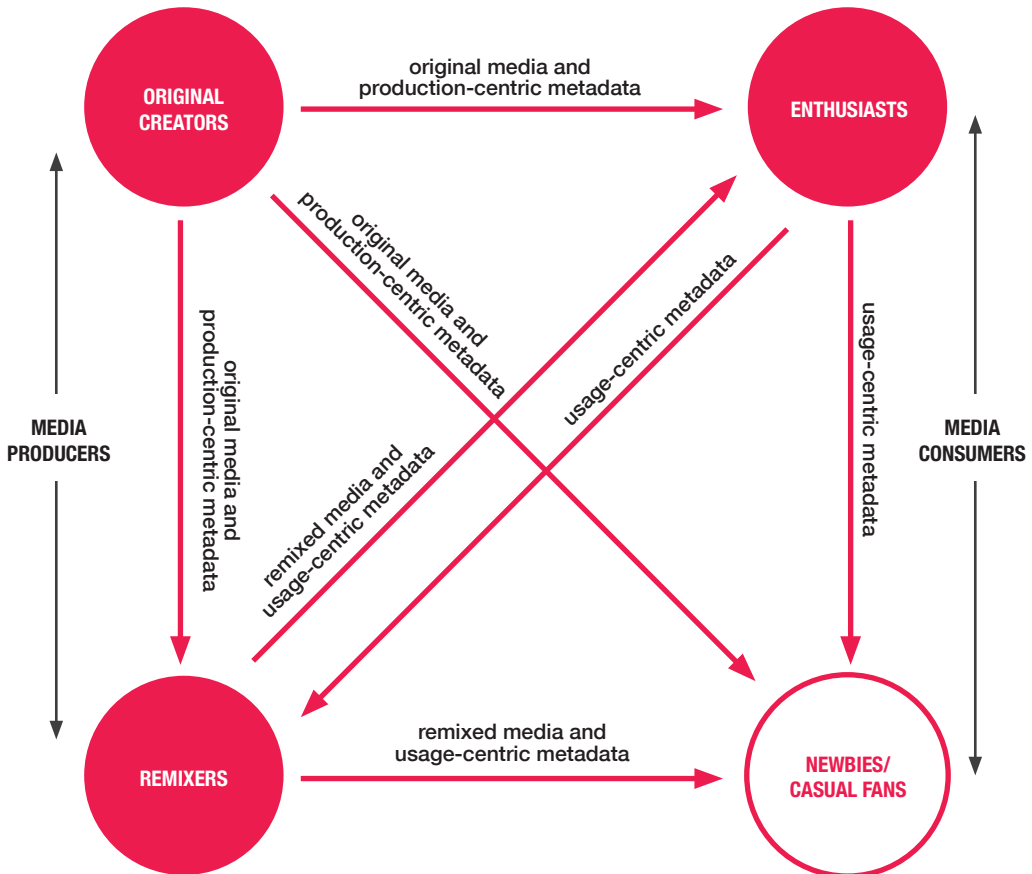 original media and
production-centric metadata
ORIGINAL
CREATORS
ENTHUSIASTS
original media and
production-centric metadata
usage-centric metadata
usage-centric metadata
original media and
production-centric metadata
MEDIA
PRODUCERS
MEDIA
CONSUMERS
remixed media and
usage-centric metadata
remixed media and
usage-centric metadata
REMIXERS
NEWBIES/
CASUAL FANS